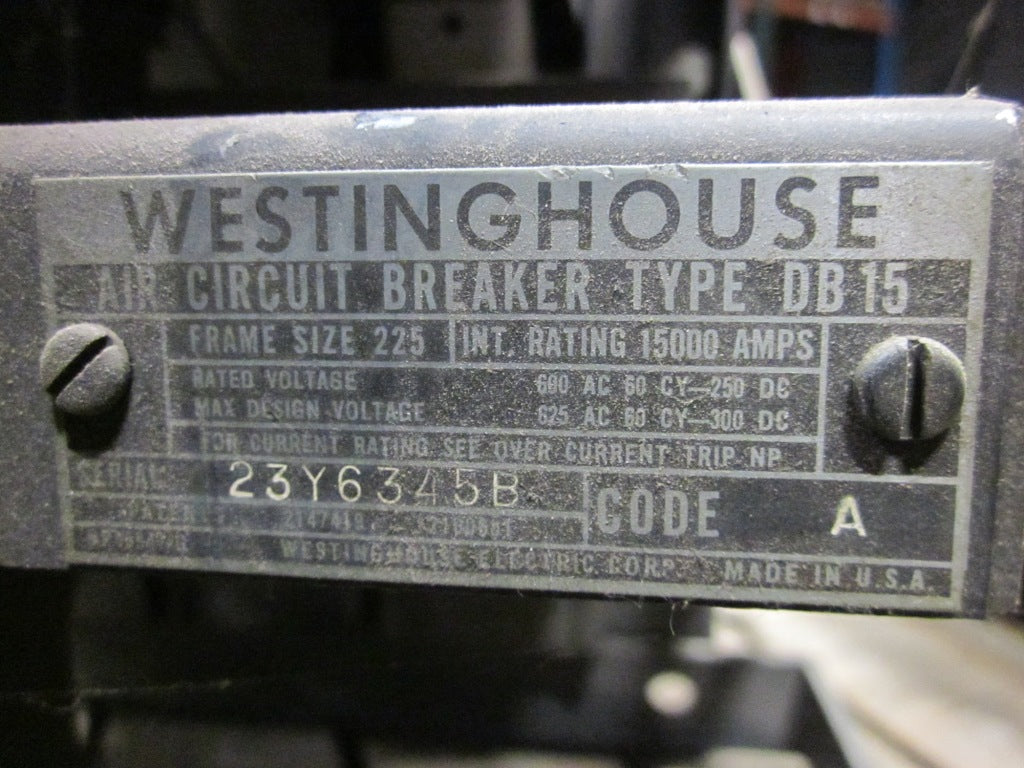 WESTINGHOUSE
AIR CIRCUIT BREAKER TYPE DB15
FRAME SIZE 225 INT. RATING 15000 AMPS
RATED VOLTAGE 600 AC 60 CY—250 DC
MAX DESIGN VOLTAGE 625 AC 60 CY—300 DC
FOR CURRENT RATING SEE OVER CURRENT TRIP NP
SERIAL 23Y6345B
CODE A
WESTINGHOUSE ELECTRIC CORP. MADE IN U.S.A.